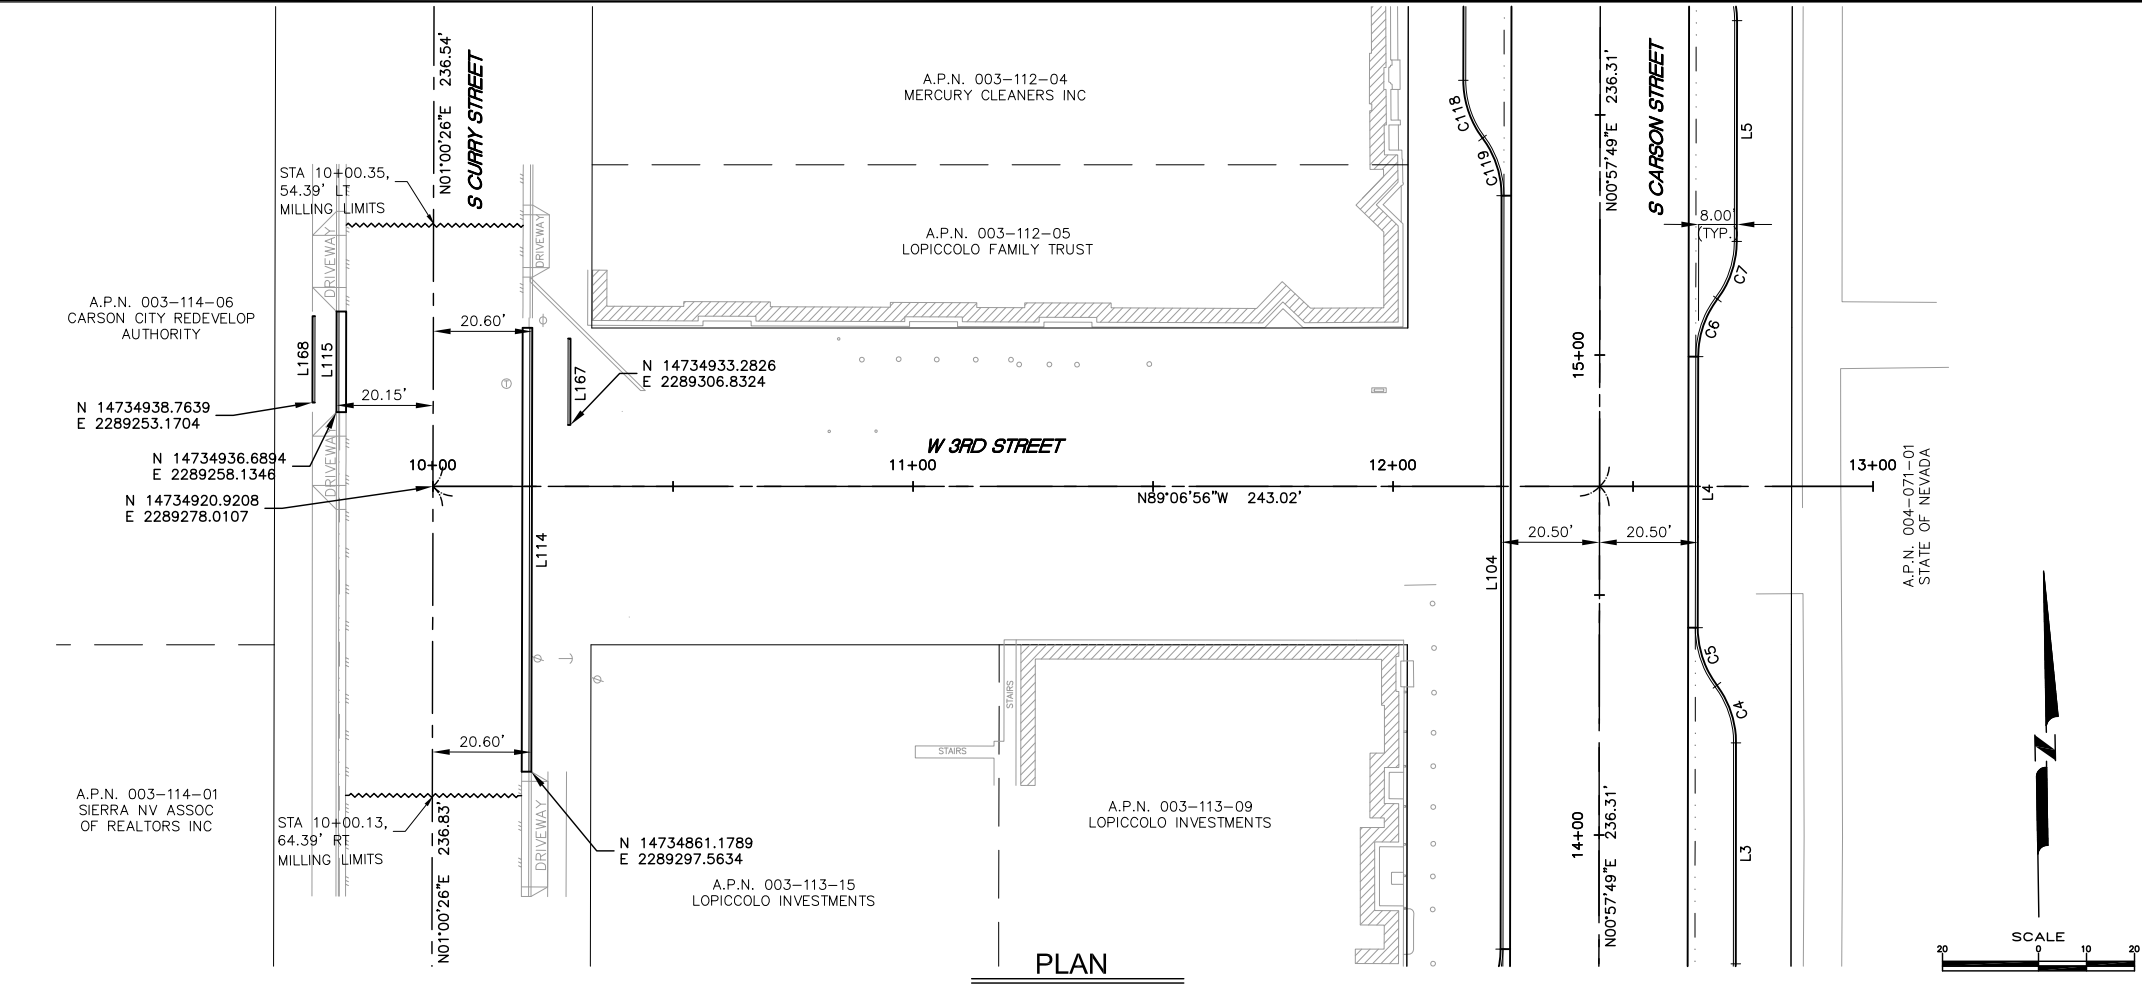 N01°00'26"E 236.54'
S CURRY STREET
STA 10+00.35,
54.39' LT
MILLING LIMITS
DRIVEWAY
DRIVEWAY
A.P.N. 003-112-04
MERCURY CLEANERS INC
A.P.N. 003-112-05
LOPICCOLO FAMILY TRUST
C118
C119
N00°57'49"E 236.31'
S CARSON STREET
L5
8.00'
(TYP.)
C7
C6
15+00
A.P.N. 003-114-06
CARSON CITY REDEVELOP
AUTHORITY
L168
L115
20.60'
20.15'
L167
N 14734933.2826
E 2289306.8324
N 14734938.7639
E 2289253.1704
N 14734936.6894
E 2289258.1346
N 14734920.9208
E 2289278.0107
DRIVEWAY
W 3RD STREET
10+00
11+00
12+00
13+00
N89°06'56"W 243.02'
L4
A.P.N. 004-071-01
STATE OF NEVADA
L114
20.50'
20.50'
L104
C5
C4
STAIRS
STAIRS
20.60'
A.P.N. 003-114-01
SIERRA NV ASSOC
OF REALTORS INC
STA 10+00.13,
64.39' RT
MILLING LIMITS
N01°00'26"E 236.83'
DRIVEWAY
N 14734861.1789
E 2289297.5634
A.P.N. 003-113-15
LOPICCOLO INVESTMENTS
A.P.N. 003-113-09
LOPICCOLO INVESTMENTS
14+00
N00°57'49"E 236.31'
L3
N
PLAN
SCALE
20 0 10 20